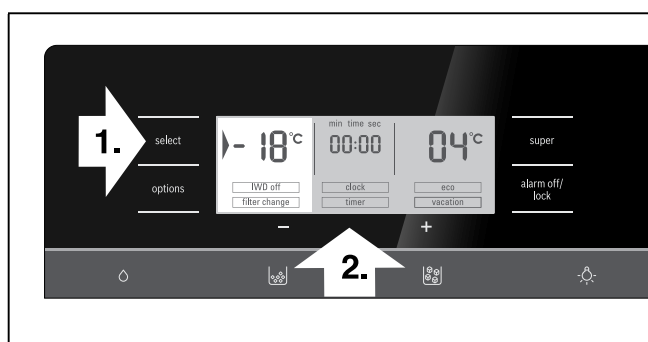 1.
select
options
- 18°C
min time sec
00:00
04°C
IWD off
clock
eco
filter change
timer
vacation
super
alarm off/
lock
–
+
2.